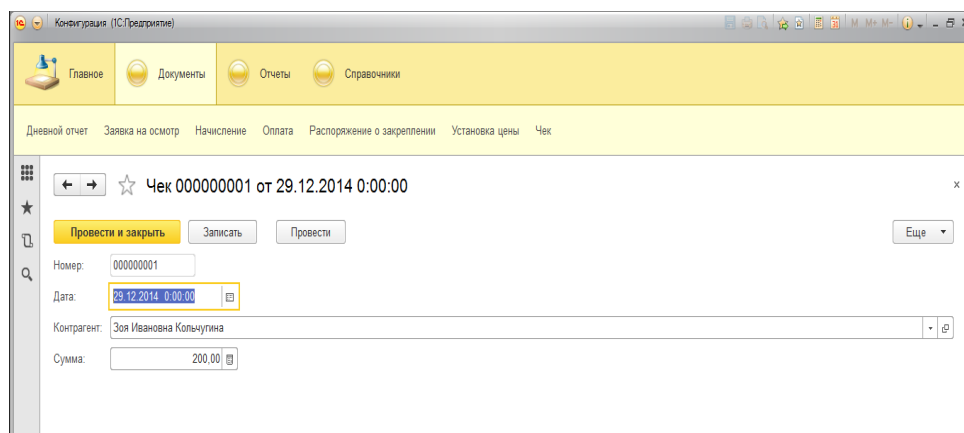 Конфигурация (1С:Предприятие) M M+ M-
Главное Документы Отчеты Справочники
Дневной отчет Заявка на осмотр Начисление Оплата Распоряжение о закреплении Установка цены Чек
Чек 000000001 от 29.12.2014 0:00:00
Провести и закрыть Записать Провести Еще
Номер: 000000001
Дата: 29.12.2014 0:00:00
Контрагент: Зоя Ивановна Кольчугина
Сумма: 200,00